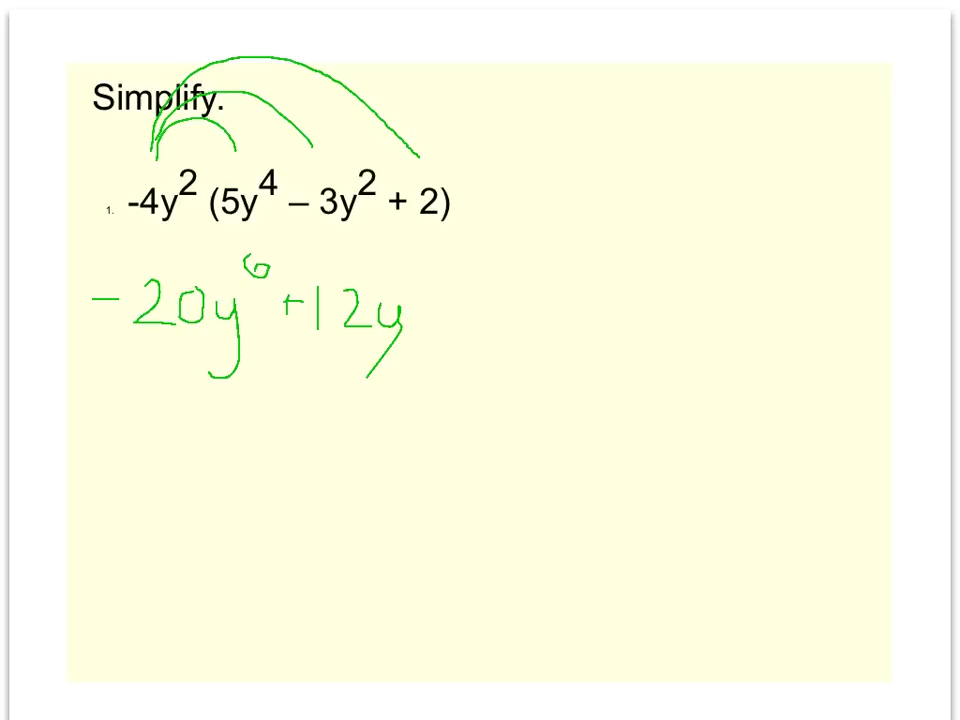 Simplify.
1. -4y² (5y⁴ – 3y² + 2)
-20y⁶ +12y